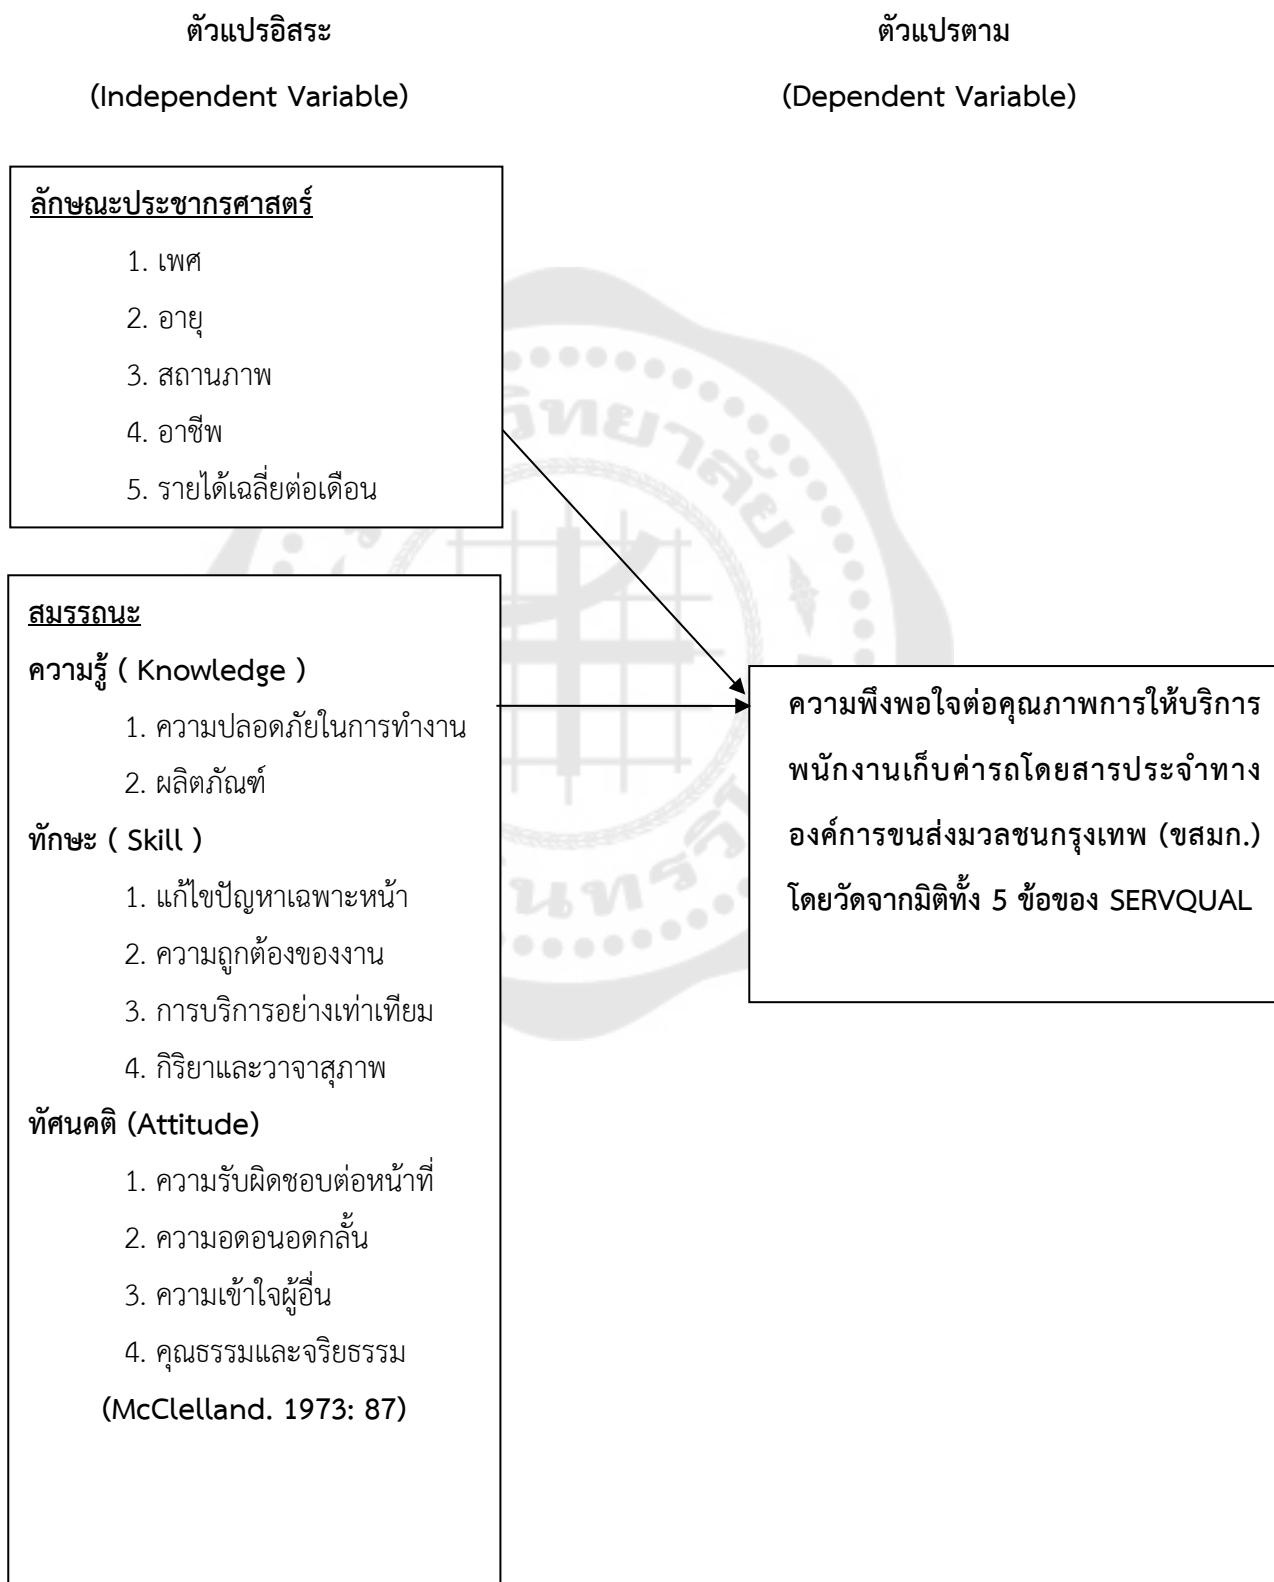 ตัวแปรอิสระ
(Independent Variable)
ตัวแปรตาม
(Dependent Variable)
ลักษณะประชากรศาสตร์
1. เพศ
2. อายุ
3. สถานภาพ
4. อาชีพ
5. รายได้เฉลี่ยต่อเดือน
สมรรถนะ
ความรู้ ( Knowledge )
1. ความปลอดภัยในการทำงาน
2. ผลิตภัณฑ์
ทักษะ ( Skill )
1. แก้ไขปัญหาเฉพาะหน้า
2. ความถูกต้องของงาน
3. การบริการอย่างเท่าเทียม
4. กิริยาและวาจาสุภาพ
ทัศนคติ (Attitude)
1. ความรับผิดชอบต่อหน้าที่
2. ความอดอนอดกลั้น
3. ความเข้าใจผู้อื่น
4. คุณธรรมและจริยธรรม
(McClelland. 1973: 87)
ความพึงพอใจต่อคุณภาพการให้บริการ
พนักงานเก็บค่ารถโดยสารประจำทาง
องค์การขนส่งมวลชนกรุงเทพ (ขสมก.)
โดยวัดจากมิติทั้ง 5 ข้อของ SERVQUAL